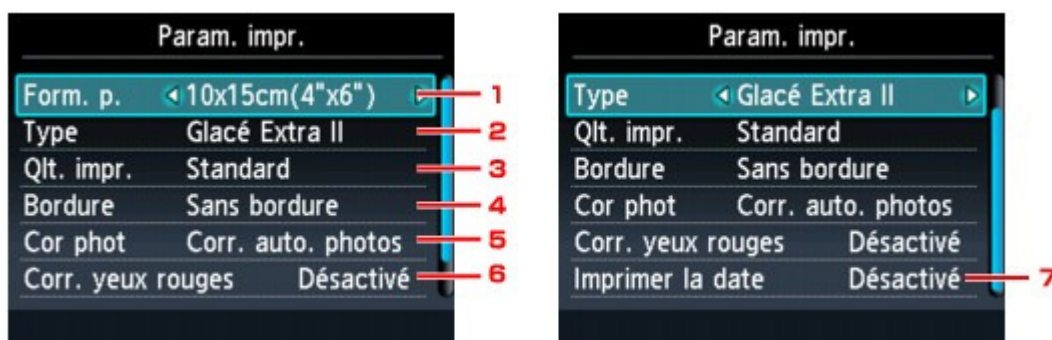 Param. impr.
Form. p. 10x15cm(4"x6") 1
Type Glacé Extra II 2
Qlt. impr. Standard 3
Bordure Sans bordure 4
Cor phot Corr. auto. photos 5
Corr. yeux rouges Désactivé 6
Param. impr.
Type Glacé Extra II
Qlt. impr. Standard
Bordure Sans bordure
Cor phot Corr. auto. photos
Corr. yeux rouges Désactivé
Imprimer la date Désactivé 7